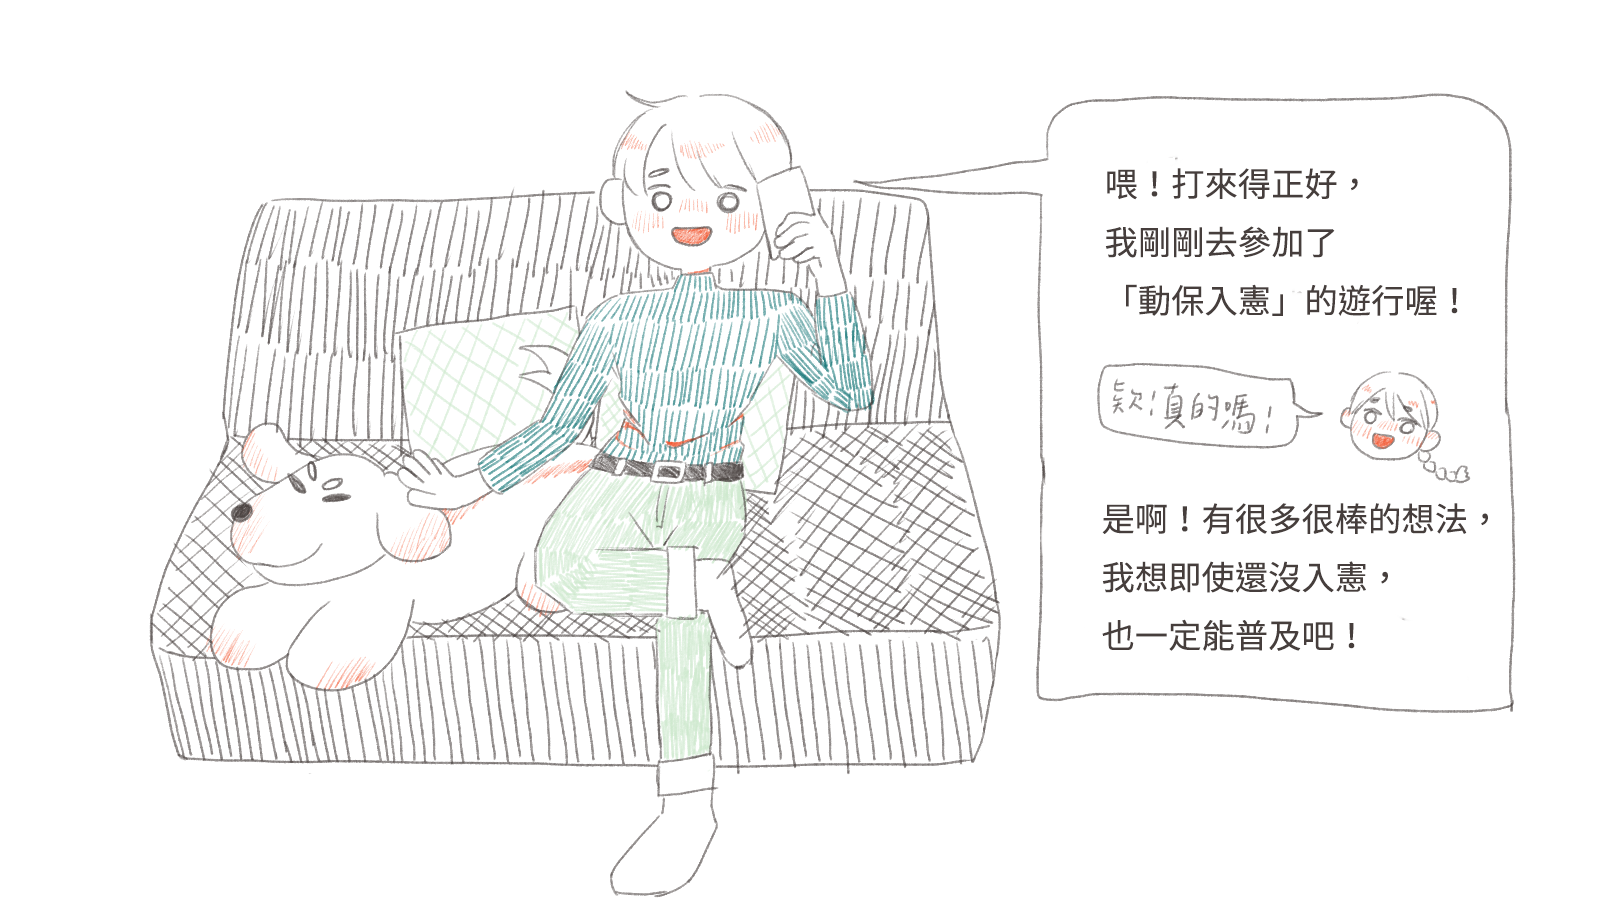 喂！打來得正好，
我剛剛去參加了
「動保入憲」的遊行喔！
欸！真的嗎！
是啊！有很多很棒的想法，
我想即使還沒入憲，
也一定能普及吧！